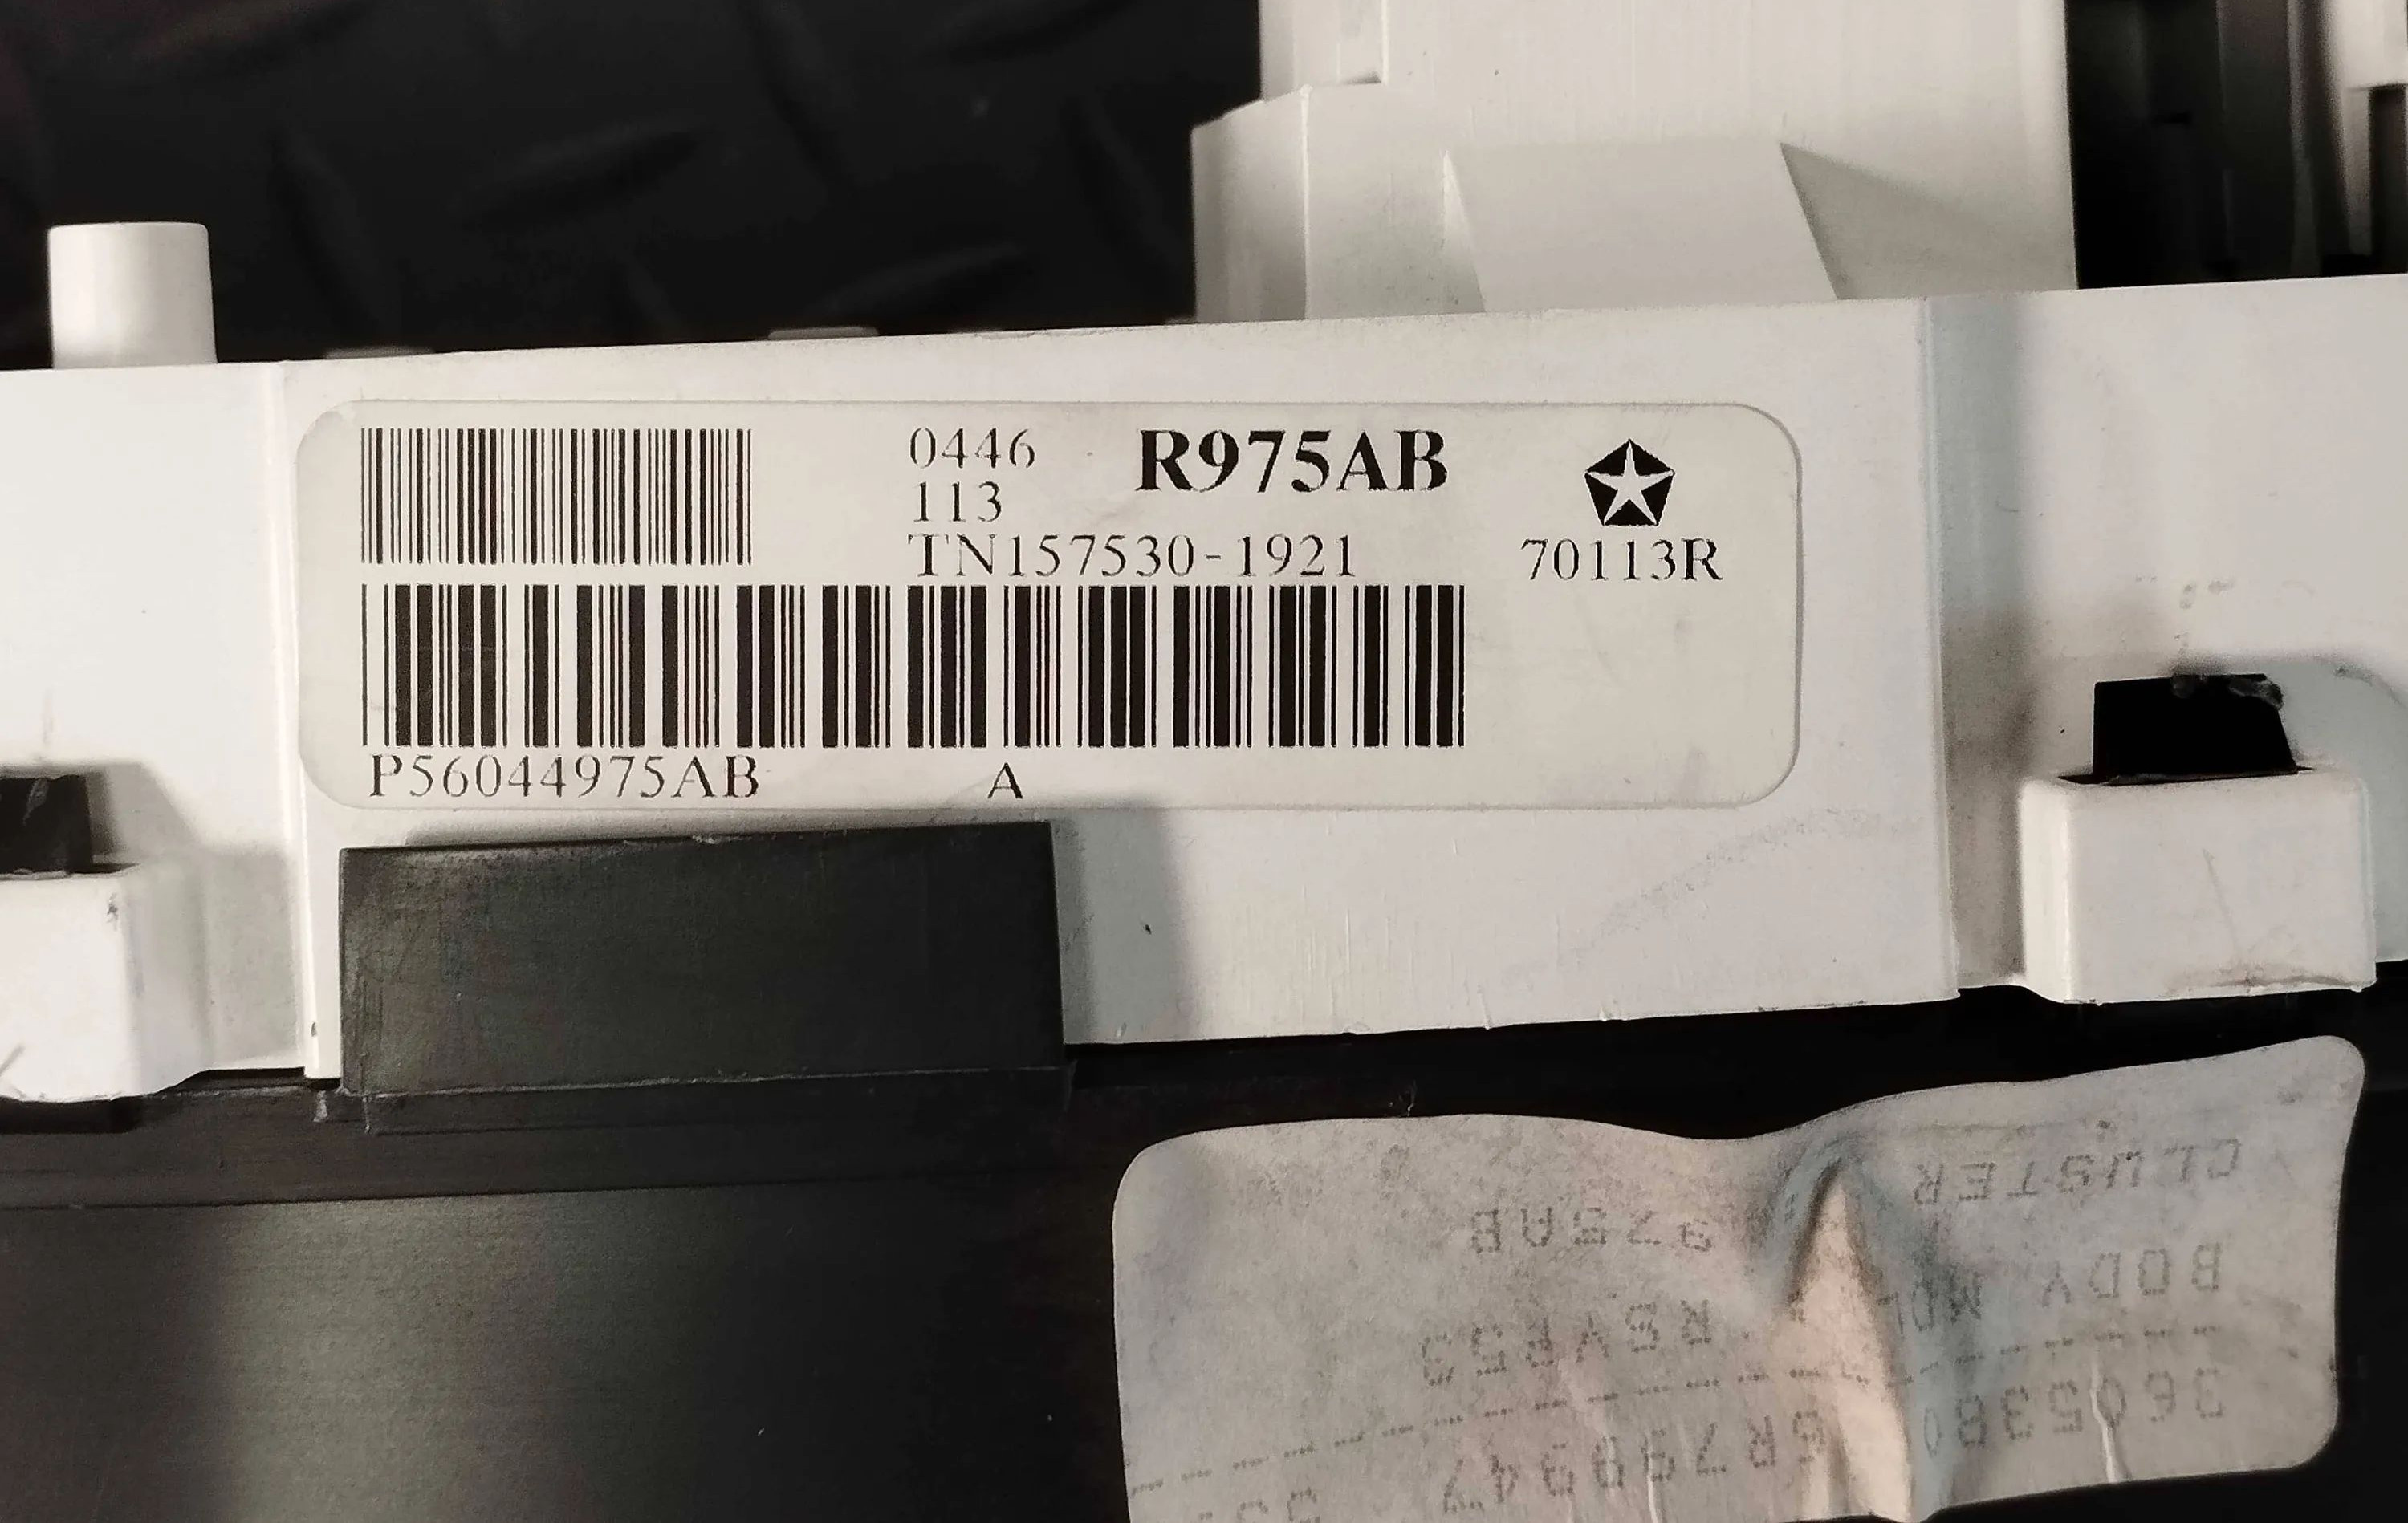 0446 R975AB
113
TN157530-1921
70113R
P56044975AB A
CLUSTER
975AB
BODY